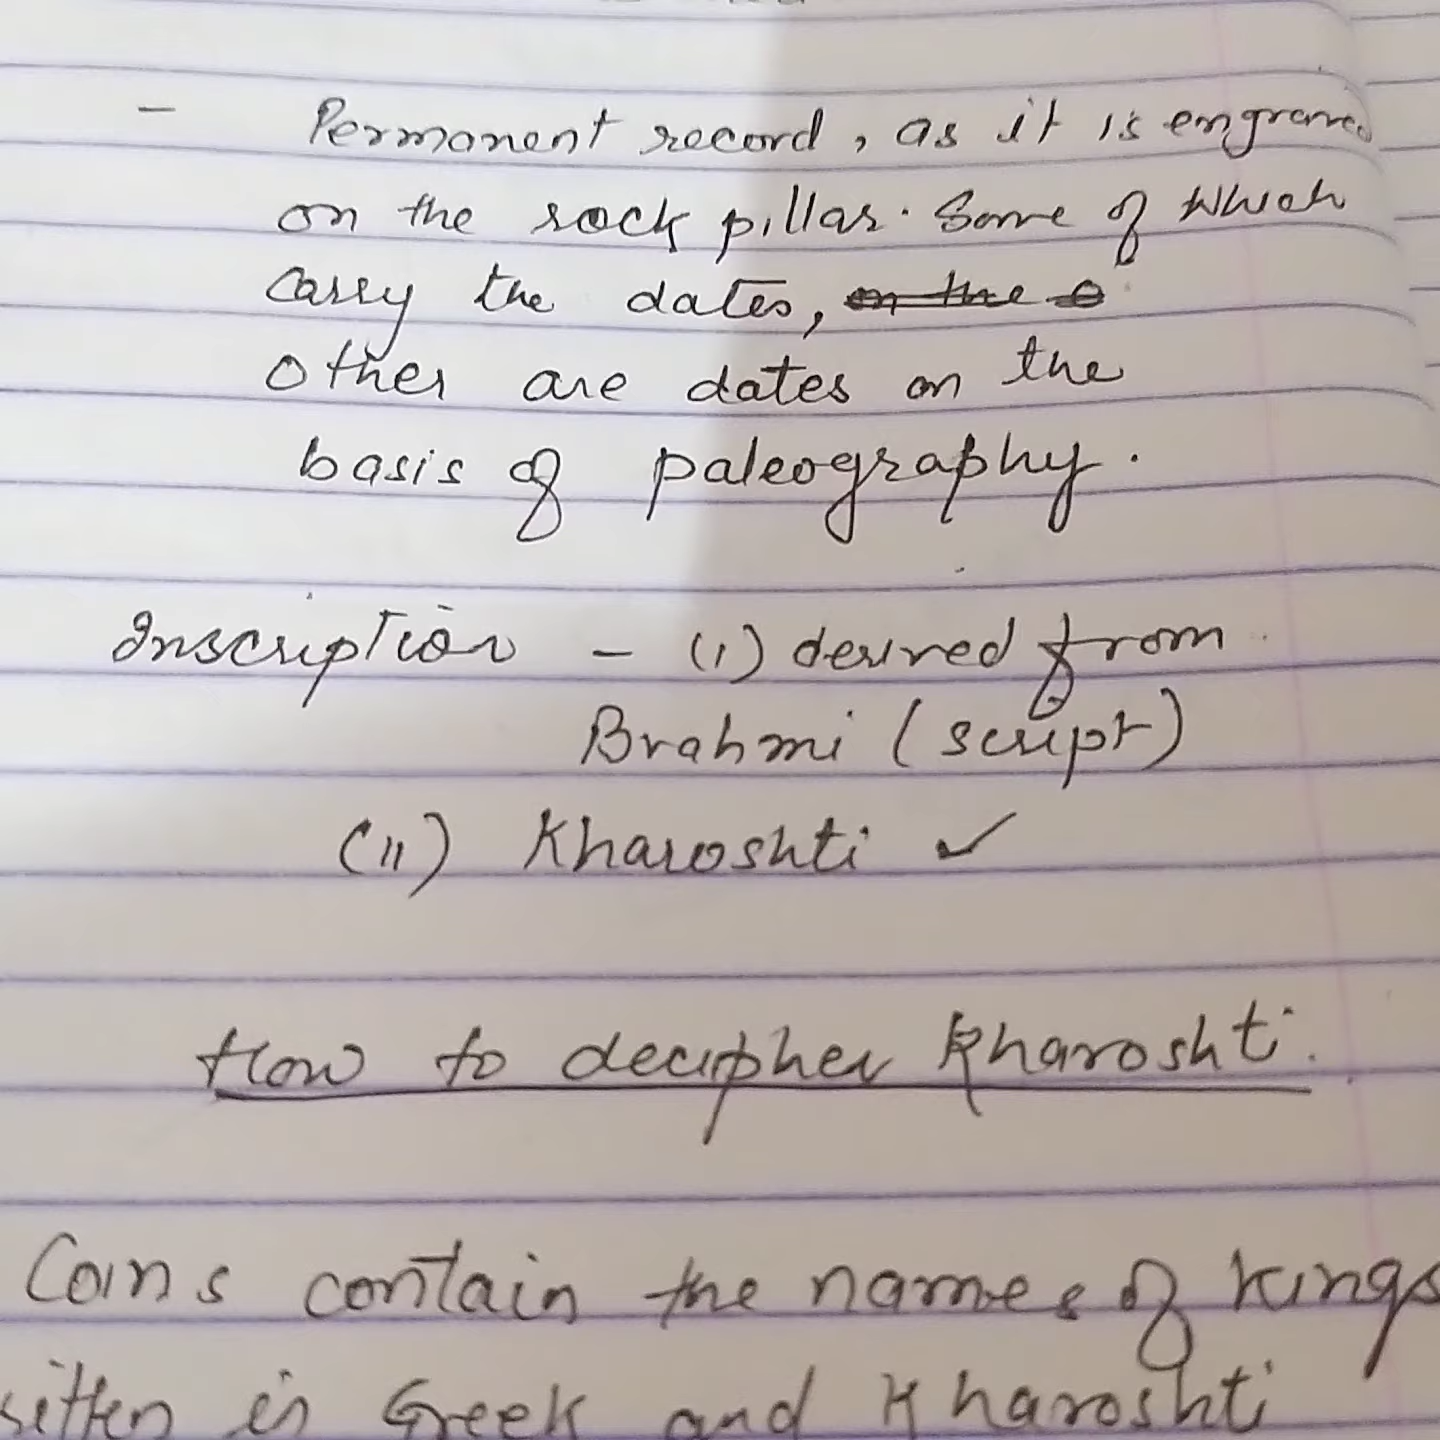 - Permanent record, as it is engraved
on the rock pillar. Some of which
carry the dates, on the o
other are dates on the
basis of paleography.
Inscription - (i) derived from
Brahmi (script)
(ii) Kharoshti ✓
How to decipher Kharoshti.
Coins contain the names of kings
in Greek and Kharoshti